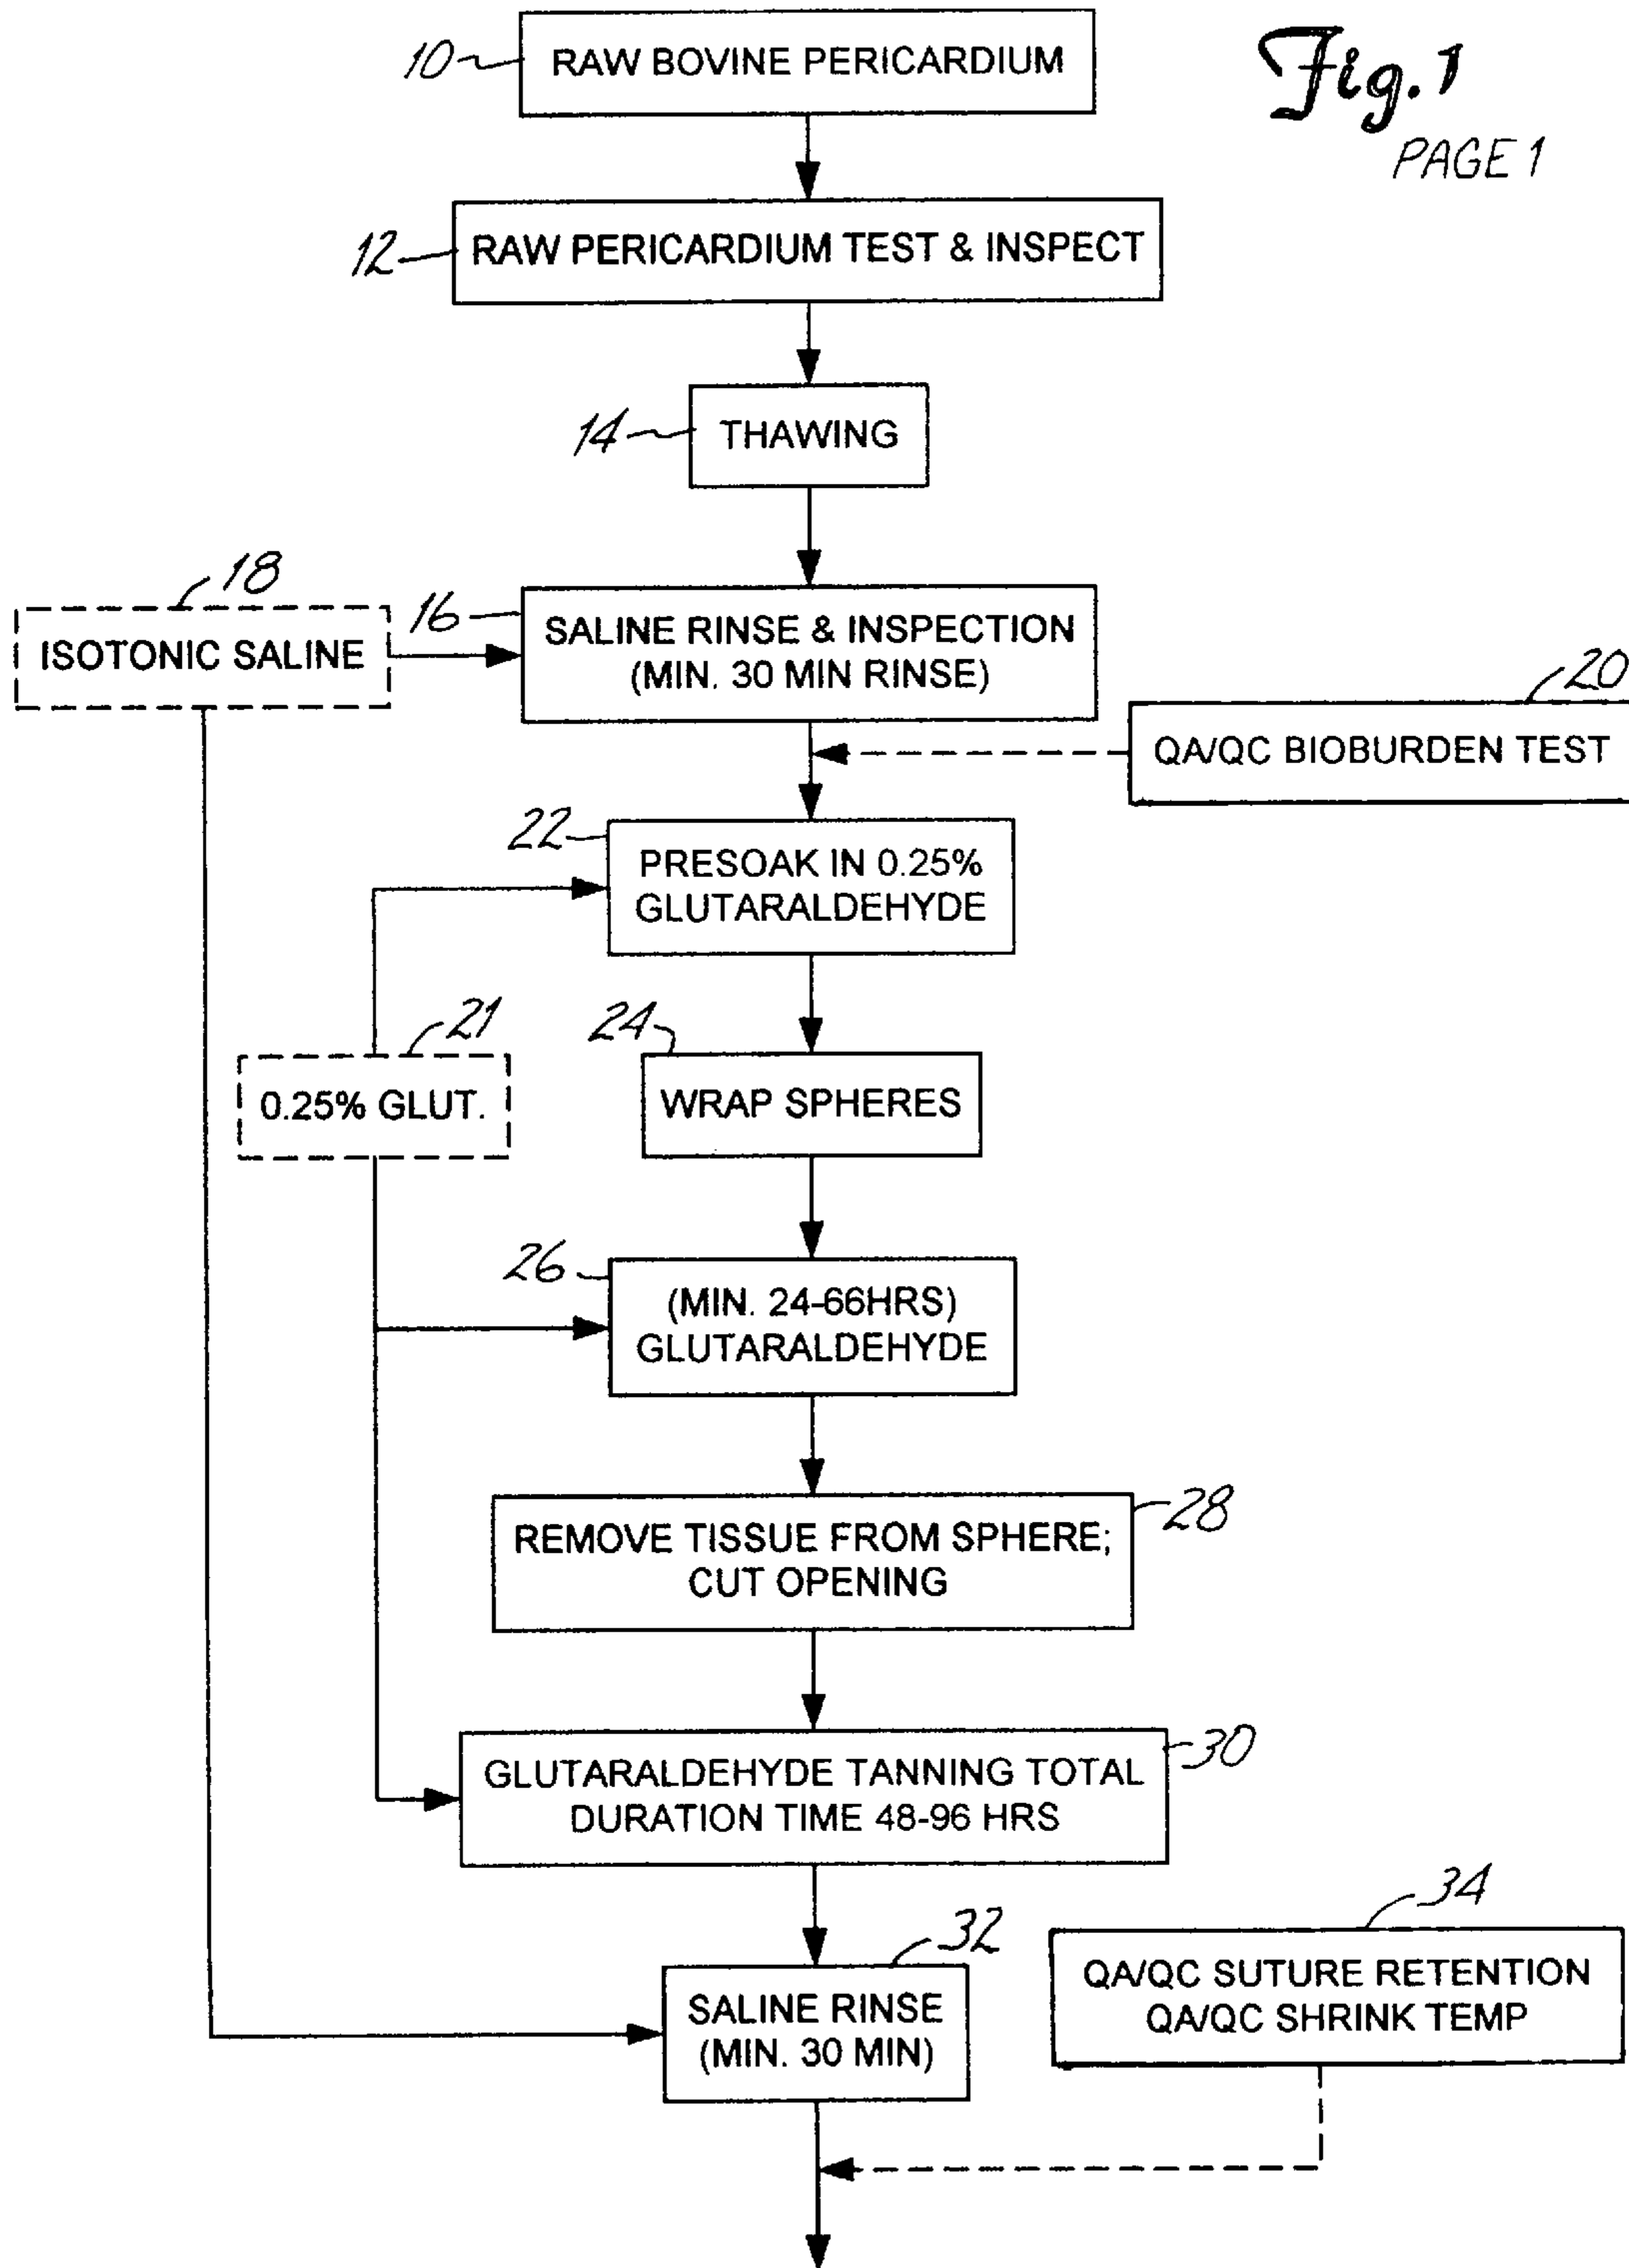 Fig. 1
PAGE 1
10
RAW BOVINE PERICARDIUM
12
RAW PERICARDIUM TEST & INSPECT
14
THAWING
18
ISOTONIC SALINE
16
SALINE RINSE & INSPECTION
(MIN. 30 MIN RINSE)
20
QA/QC BIOBURDEN TEST
22
PRESOAK IN 0.25%
GLUTARALDEHYDE
21
0.25% GLUT.
24
WRAP SPHERES
26
(MIN. 24-66HRS)
GLUTARALDEHYDE
28
REMOVE TISSUE FROM SPHERE;
CUT OPENING
30
GLUTARALDEHYDE TANNING TOTAL
DURATION TIME 48-96 HRS
32
SALINE RINSE
(MIN. 30 MIN)
34
QA/QC SUTURE RETENTION
QA/QC SHRINK TEMP